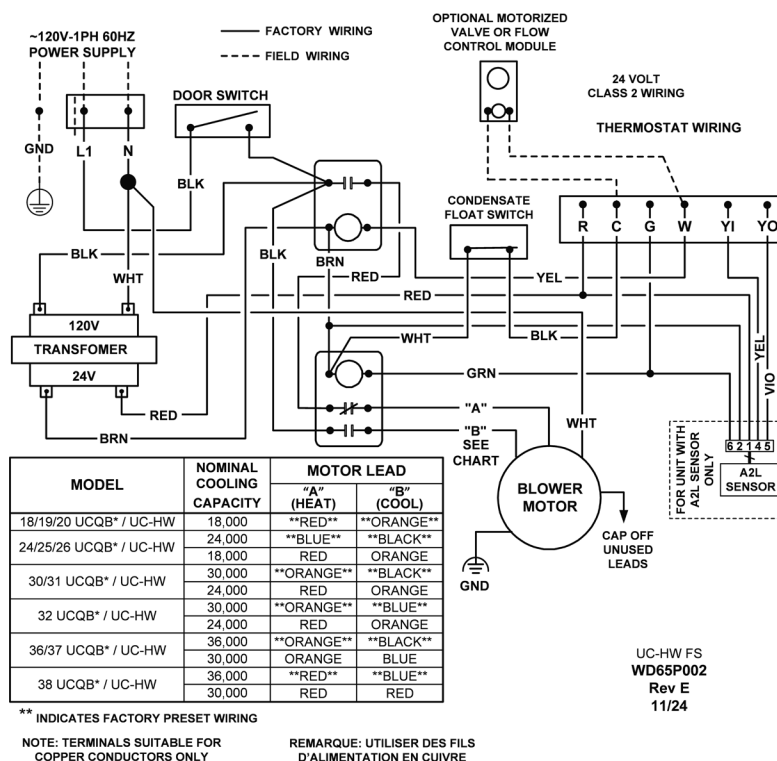 ~120V-1PH 60HZ
POWER SUPPLY
FACTORY WIRING
FIELD WIRING
OPTIONAL MOTORIZED
VALVE OR FLOW
CONTROL MODULE
24 VOLT
CLASS 2 WIRING
THERMOSTAT WIRING
DOOR SWITCH
GND
L1
N
BLK
CONDENSATE
FLOAT SWITCH
R
C
G
W
YI
YO
BLK
WHT
BLK
BRN
RED
YEL
RED
WHT
BLK
120V
TRANSFOMER
24V
RED
BRN
GRN
YEL
VIO
"A"
"B"
SEE
CHART
WHT
FOR UNIT WITH
A2L SENSOR
ONLY
6 2 1 4 5
A2L
SENSOR
BLOWER
MOTOR
CAP OFF
UNUSED
LEADS
GND
MODEL
NOMINAL
COOLING
CAPACITY
MOTOR LEAD
“A”
(HEAT)
“B”
(COOL)
18/19/20 UCQB* / UC-HW 18,000 **RED** **ORANGE**
24/25/26 UCQB* / UC-HW 24,000 **BLUE** **BLACK**
18,000 RED ORANGE
30/31 UCQB* / UC-HW 30,000 **ORANGE** **BLACK**
24,000 RED ORANGE
32 UCQB* / UC-HW 30,000 **ORANGE** **BLUE**
24,000 RED ORANGE
36/37 UCQB* / UC-HW 36,000 **ORANGE** **BLACK**
30,000 ORANGE BLUE
38 UCQB* / UC-HW 36,000 **RED** **BLUE**
30,000 RED RED
** INDICATES FACTORY PRESET WIRING
NOTE: TERMINALS SUITABLE FOR
COPPER CONDUCTORS ONLY
REMARQUE: UTILISER DES FILS
D'ALIMENTATION EN CUIVRE
UC-HW FS
WD65P002
Rev E
11/24